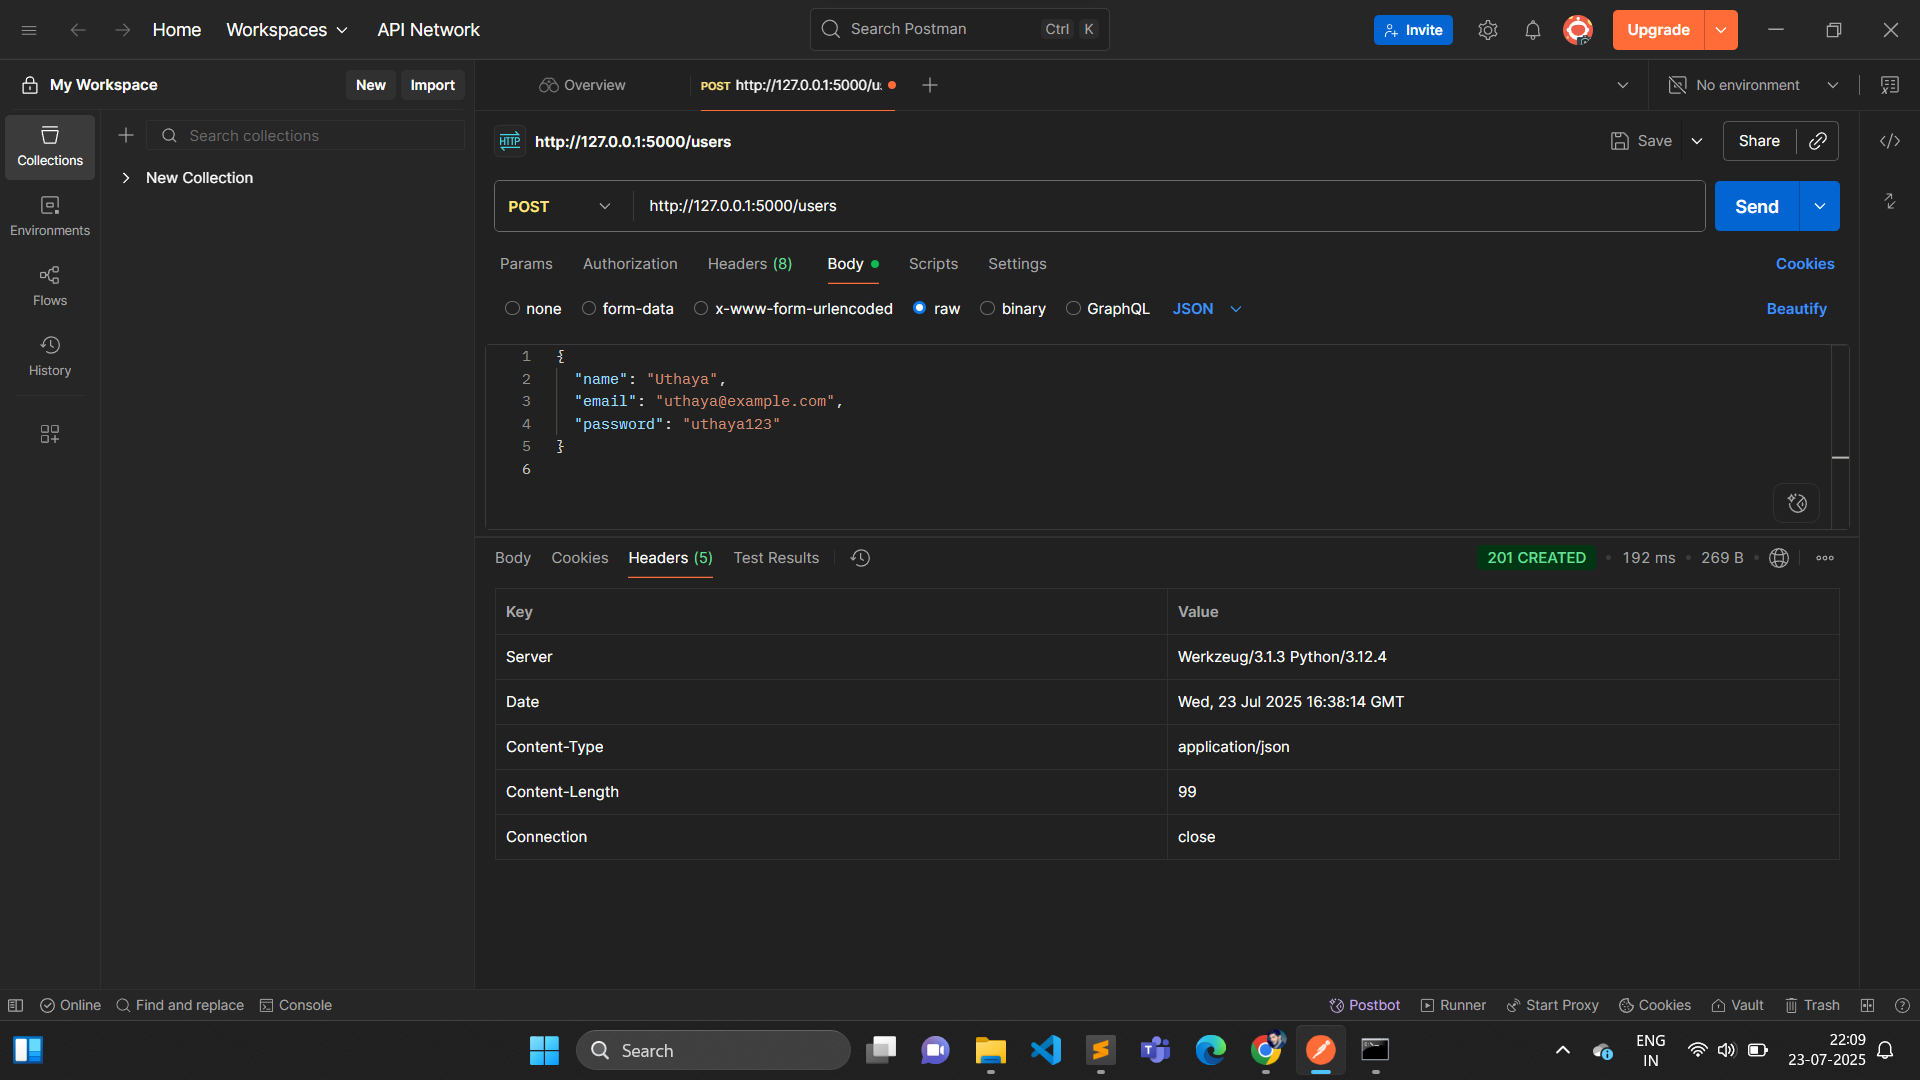 Home Workspaces API Network Search Postman Ctrl K Invite Upgrade
My Workspace New Import Overview POST http://127.0.0.1:5000/u No environment
Collections
Search collections
http://127.0.0.1:5000/users Save Share
New Collection
Environments
POST http://127.0.0.1:5000/users Send
Params Authorization Headers (8) Body Scripts Settings Cookies
Flows
none form-data x-www-form-urlencoded raw binary GraphQL JSON Beautify
History
1 {
2 "name": "Uthaya",
3 "email": "uthaya@example.com",
4 "password": "uthaya123"
5 }
6
Body Cookies Headers (5) Test Results 201 CREATED • 192 ms • 269 B •
Key Value
Server Werkzeug/3.1.3 Python/3.12.4
Date Wed, 23 Jul 2025 16:38:14 GMT
Content-Type application/json
Content-Length 99
Connection close
Online Find and replace Console Postbot Runner Start Proxy Cookies Vault Trash
Search
ENG
IN
22:09
23-07-2025